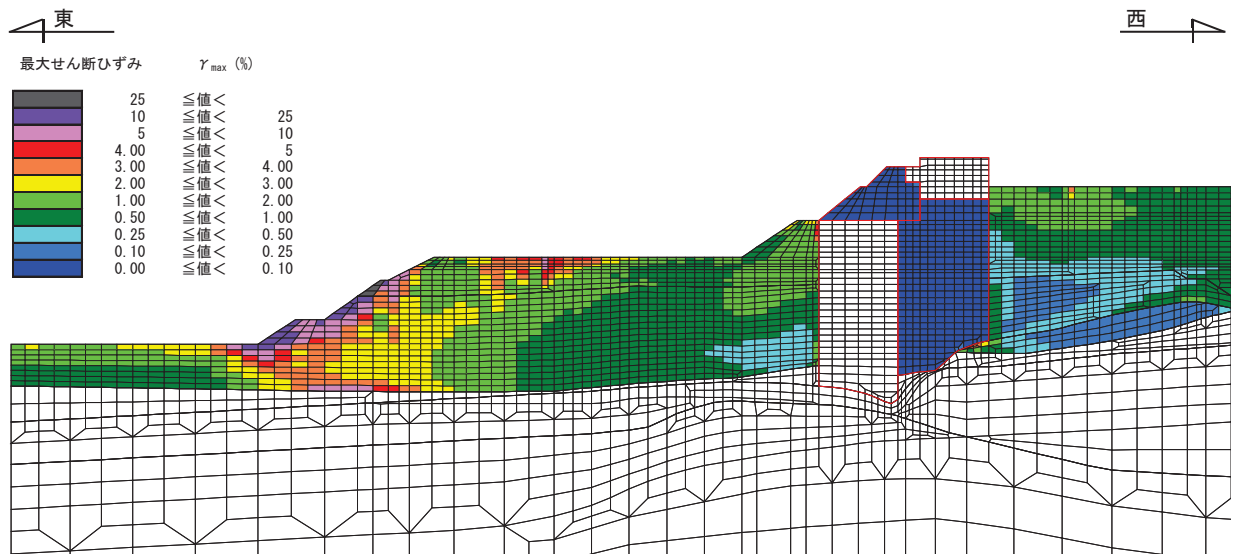 東 西
最大せん断ひずみ γmax (%)
25 ≦値<
10 ≦値< 25
5 ≦値< 10
4.00 ≦値< 5
3.00 ≦値< 4.00
2.00 ≦値< 3.00
1.00 ≦値< 2.00
0.50 ≦値< 1.00
0.25 ≦値< 0.50
0.10 ≦値< 0.25
0.00 ≦値< 0.10